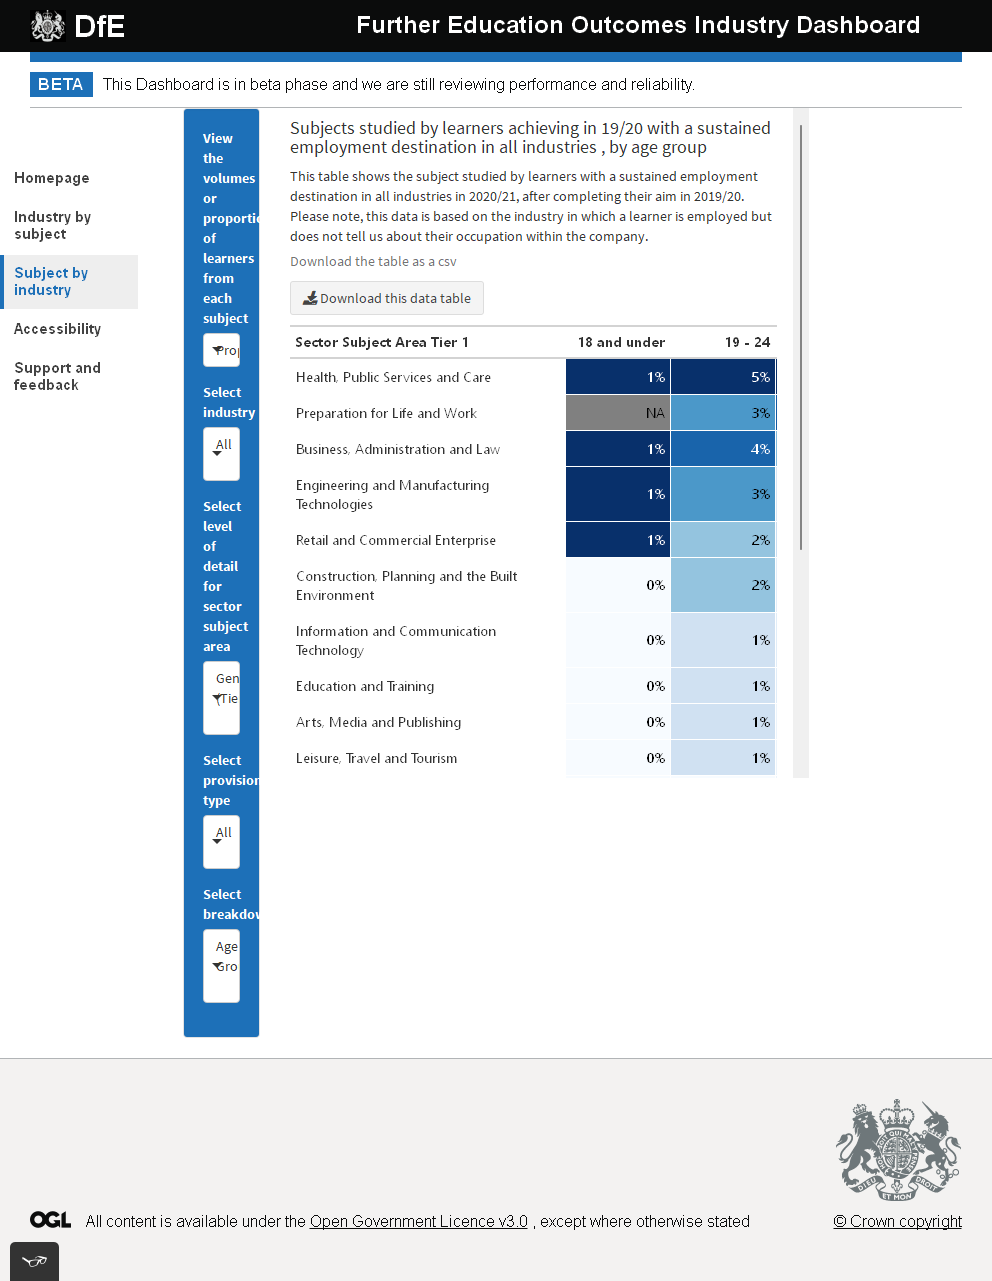 DfE
Further Education Outcomes Industry Dashboard
BETA
This Dashboard is in beta phase and we are still reviewing performance and reliability.
Homepage
Industry by
subject
Subject by
industry
Accessibility
Support and
feedback
View
the
volumes
or
proportio
of
learners
from
each
subject
Prop
Select
industry
All
Select
level
of
detail
for
sector
subject
area
Gen
(Tie
Select
provision
type
All
Select
breakdow
Age
Gro
Subjects studied by learners achieving in 19/20 with a sustained
employment destination in all industries , by age group
This table shows the subject studied by learners with a sustained employment
destination in all industries in 2020/21, after completing their aim in 2019/20.
Please note, this data is based on the industry in which a learner is employed but
does not tell us about their occupation within the company.
Download the table as a csv
Download this data table
Sector Subject Area Tier 1 18 and under 19 - 24
Health, Public Services and Care 1% 5%
Preparation for Life and Work NA 3%
Business, Administration and Law 1% 4%
Engineering and Manufacturing
Technologies 1% 3%
Retail and Commercial Enterprise 1% 2%
Construction, Planning and the Built
Environment 0% 2%
Information and Communication
Technology 0% 1%
Education and Training 0% 1%
Arts, Media and Publishing 0% 1%
Leisure, Travel and Tourism 0% 1%
DIEU ET MON DROIT
OGL
All content is available under the Open Government Licence v3.0 , except where otherwise stated
© Crown copyright